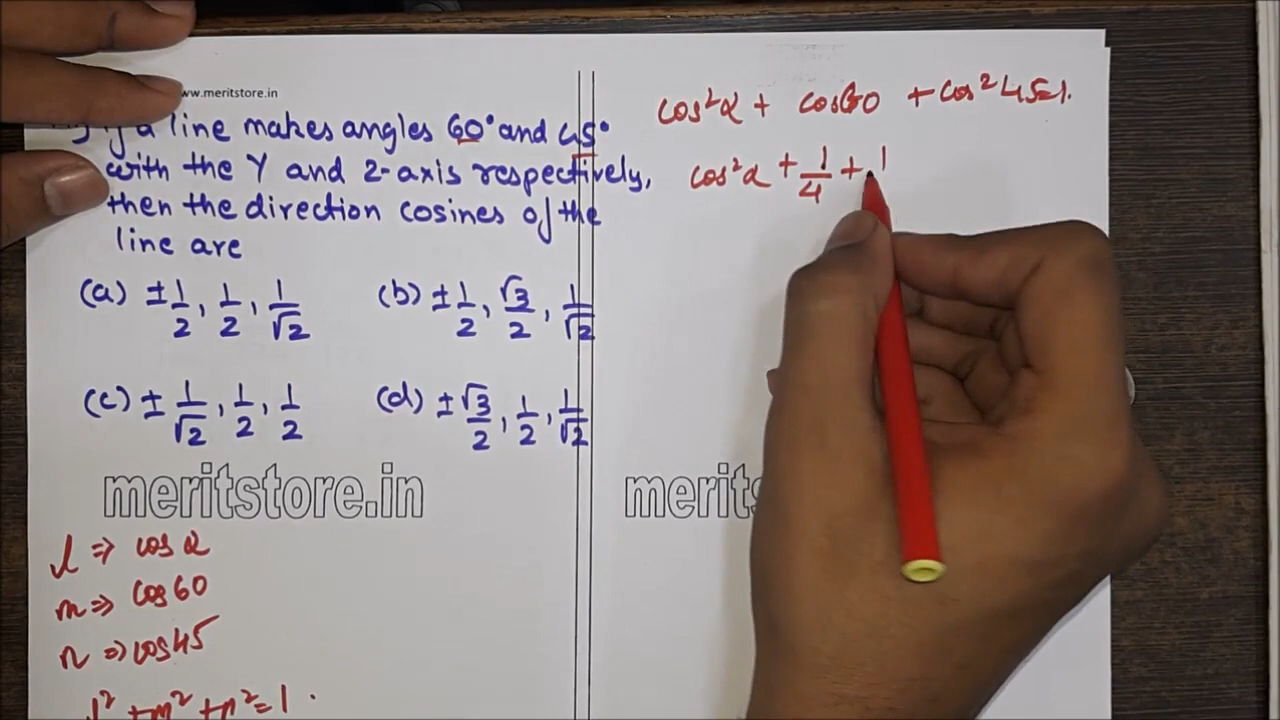 www.meritstore.in
a line makes angles 60° and 45°
with the Y and Z-axis respectively,
then the direction cosines of the
line are
(a) ±1/2, 1/2, 1/√2
(b) ±1/2, √3/2, 1/√2
(c) ±1/√2, 1/2, 1/2
(d) ±√3/2, 1/2, 1/√2
meritstore.in
l ⇒ cos α
m ⇒ cos 60
n ⇒ cos 45
l² + m² + n² = 1.
cos²α + cos60 + cos²45=1.
cos²α + 1/4 + 1
merits